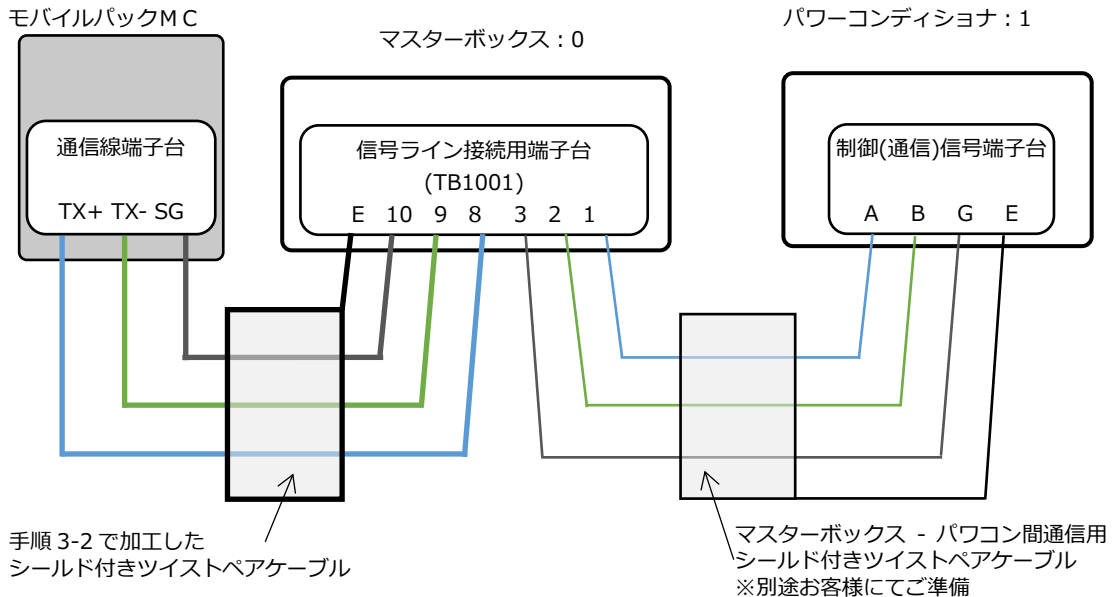 モバイルパックＭＣ
マスターボックス：0
パワーコンディショナ：1
通信線端子台
TX+ TX- SG
信号ライン接続用端子台
(TB1001)
E 10 9 8 3 2 1
制御(通信)信号端子台
A B G E
手順 3-2 で加工した
シールド付きツイストペアケーブル
マスターボックス - パワコン間通信用
シールド付きツイストペアケーブル
※別途お客様にてご準備